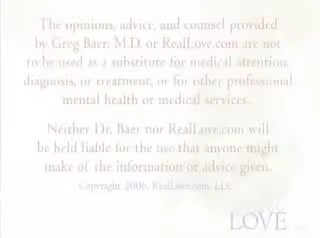 The opinions, advice, and counsel provided
by Greg Baer, M.D. or RealLove.com are not
to be used as a substitute for medical attention,
diagnosis, or treatment, or for other professional
mental health or medical services.
Neither Dr. Baer nor RealLove.com will
be held liable for the use that anyone might
make of the information or advice given.
Copyright 2006, RealLove.com, LLC
LOVE